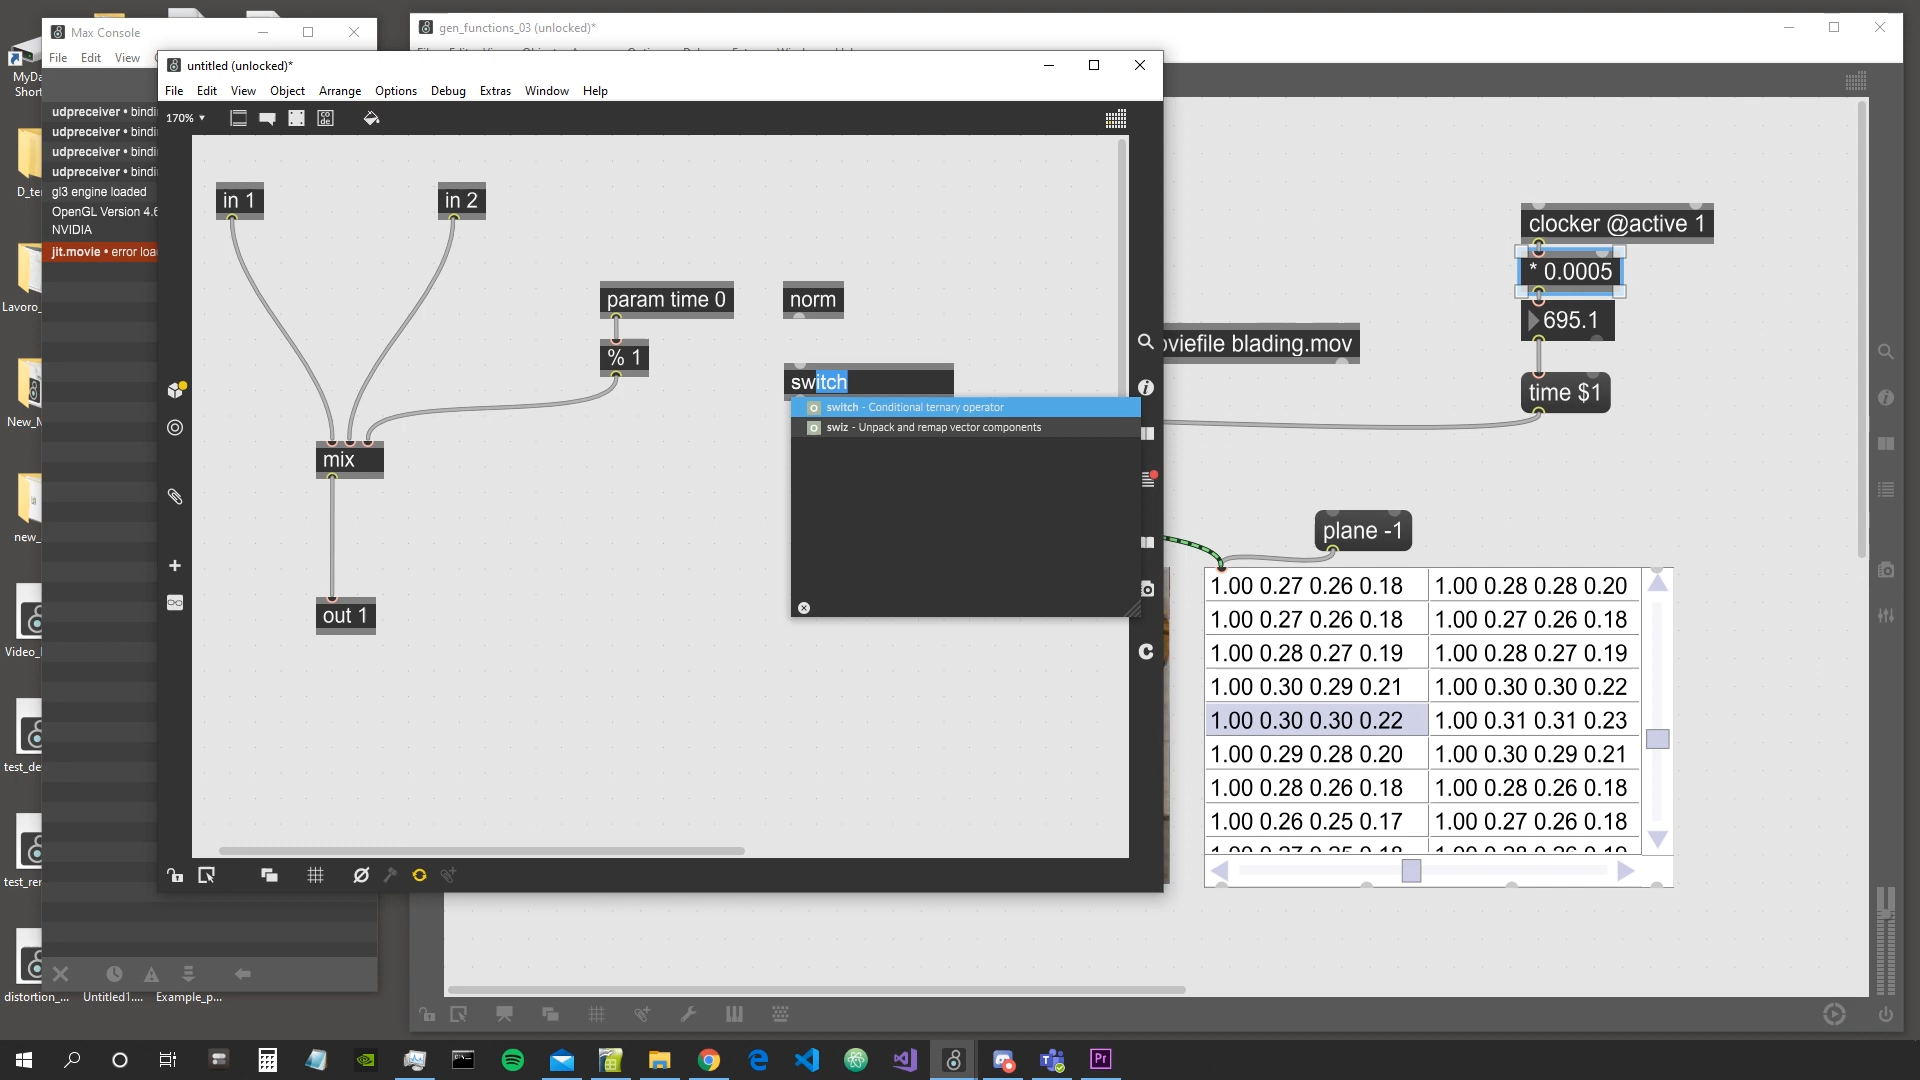 Max Console
File Edit View
udpreceiver • bindi
udpreceiver • bindi
udpreceiver • bindi
udpreceiver • bindi
gl3 engine loaded
OpenGL Version 4.6
NVIDIA
jit.movie • error loa
MyDa
Short
D_te
Lavoro_
New_M
new_
Video_
test_de
test_rer
distortion_...
Untitled1....
Example_p...
gen_functions_03 (unlocked)*
untitled (unlocked)*
File Edit View Object Arrange Options Debug Extras Window Help
170%
in 1
in 2
param time 0
norm
% 1
switch
switch - Conditional ternary operator
swiz - Unpack and remap vector components
mix
out 1
clocker @active 1
* 0.0005
695.1
oviefile blading.mov
time $1
plane -1
1.00 0.27 0.26 0.18 1.00 0.28 0.28 0.20
1.00 0.27 0.26 0.18 1.00 0.27 0.26 0.18
1.00 0.28 0.27 0.19 1.00 0.28 0.27 0.19
1.00 0.30 0.29 0.21 1.00 0.30 0.30 0.22
1.00 0.30 0.30 0.22 1.00 0.31 0.31 0.23
1.00 0.29 0.28 0.20 1.00 0.30 0.29 0.21
1.00 0.28 0.26 0.18 1.00 0.28 0.26 0.18
1.00 0.26 0.25 0.17 1.00 0.27 0.26 0.18
Pr